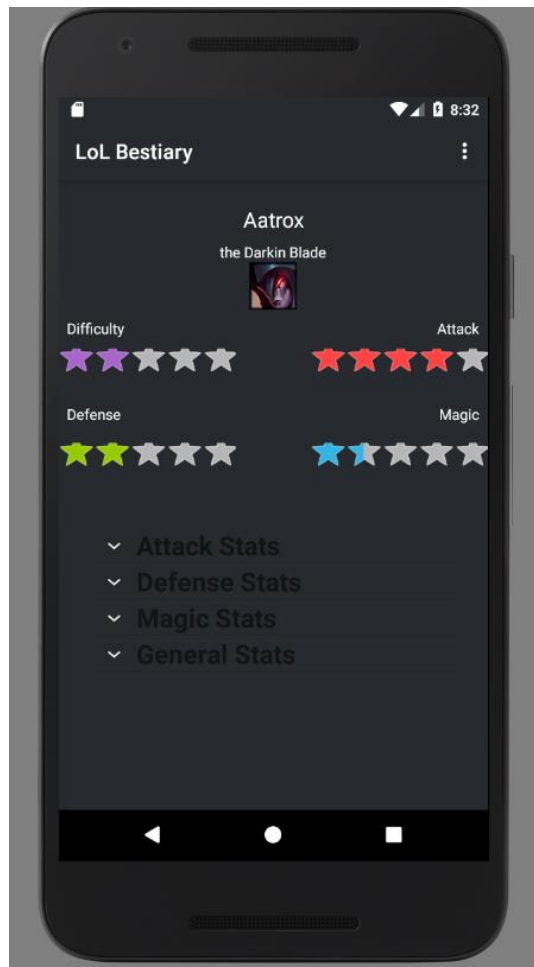 8:32
LoL Bestiary
Aatrox
the Darkin Blade
Difficulty
Attack
Defense
Magic
Attack Stats
Defense Stats
Magic Stats
General Stats